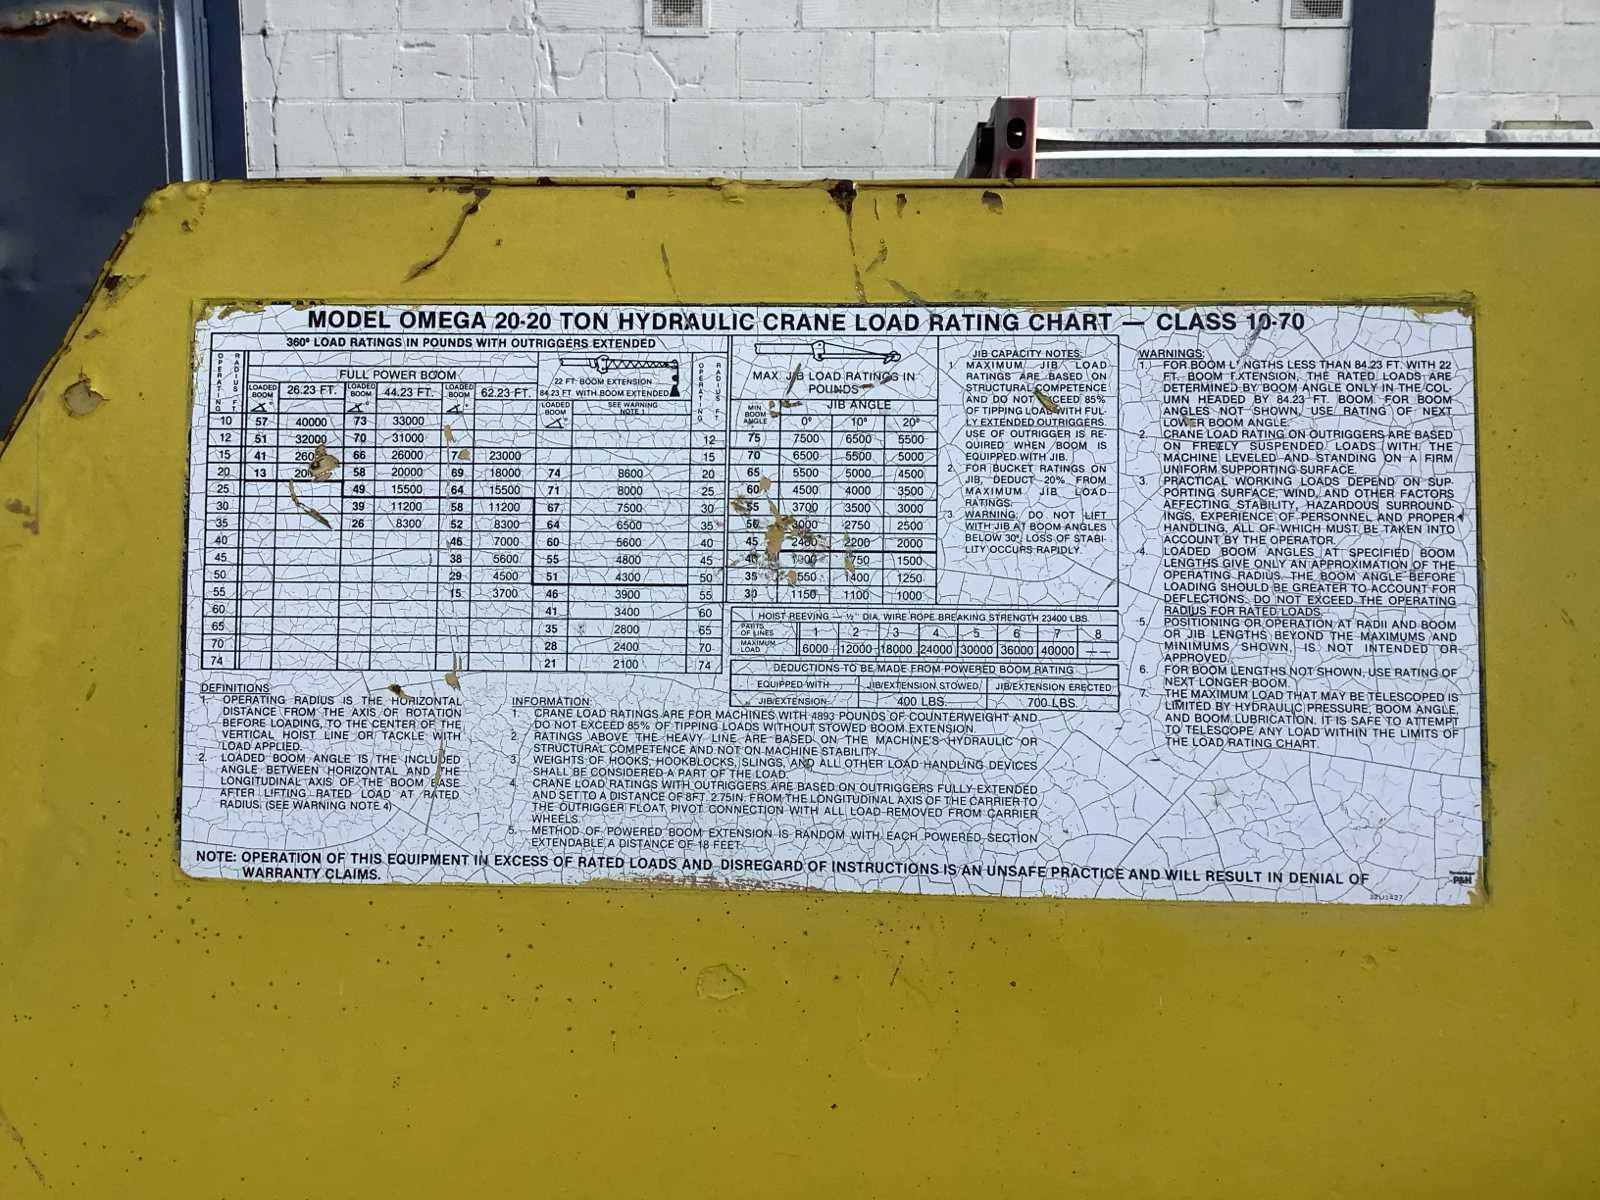 MODEL OMEGA 20-20 TON HYDRAULIC CRANE LOAD RATING CHART — CLASS 10-70
360° LOAD RATINGS IN POUNDS WITH OUTRIGGERS EXTENDED
OPERATING RADIUS FT.
FULL POWER BOOM
LOADED BOOM 26.23 FT. LOADED BOOM 44.23 FT. LOADED BOOM 62.23 FT.
22 FT. BOOM EXTENSION
84.23 FT. WITH BOOM EXTENDED
LOADED BOOM
SEE WARNING NOTE 1
OPERATING RADIUS FT.
10 57 40000 73 33000
12 51 32000 70 31000 12
15 41 66 26000 23000 15
20 13 58 20000 69 18000 74 8600 20
25 49 15500 64 15500 71 8000 25
30 39 11200 58 11200 67 7500 30
35 26 8300 52 8300 64 6500 35
40 46 7000 60 5600 40
45 38 5600 55 4800 45
50 29 4500 51 4300 50
55 15 3700 46 3900 55
60 41 3400 60
65 35 2800 65
70 28 2400 70
74 21 2100 74
MAX. JIB LOAD RATINGS IN
POUNDS
MIN BOOM ANGLE JIB ANGLE
0° 10° 20°
75 7500 6500 5500
70 6500 5500 5000
65 5500 5000 4500
60 4500 4000 3500
55 3700 3500 3000
3000 2750 2500
45 2400 2200 2000
1500
35 1400 1250
30 1150 1100 1000
JIB CAPACITY NOTES:
1. MAXIMUM JIB LOAD
RATINGS ARE BASED ON
STRUCTURAL COMPETENCE
AND DO NOT EXCEED 85%
OF TIPPING LOAD WITH FUL-
LY EXTENDED OUTRIGGERS.
USE OF OUTRIGGER IS RE-
QUIRED WHEN BOOM IS
EQUIPPED WITH JIB.
2. FOR BUCKET RATINGS ON
JIB, DEDUCT 20% FROM
MAXIMUM JIB LOAD
RATINGS.
3. WARNING, DO NOT LIFT
WITH JIB AT BOOM ANGLES
BELOW 30°, LOSS OF STABI-
LITY OCCURS RAPIDLY.
HOIST REEVING — ½" DIA. WIRE ROPE BREAKING STRENGTH 23400 LBS.
PARTS OF LINES 1 2 3 4 5 6 7 8
MAXIMUM LOAD 6000 12000 18000 24000 30000 36000 40000 ——
DEDUCTIONS TO BE MADE FROM POWERED BOOM RATING
EQUIPPED WITH JIB/EXTENSION STOWED JIB/EXTENSION ERECTED
JIB/EXTENSION 400 LBS. 700 LBS.
WARNINGS:
1. FOR BOOM LENGTHS LESS THAN 84.23 FT. WITH 22
FT. BOOM EXTENSION, THE RATED LOADS ARE
DETERMINED BY BOOM ANGLE ONLY IN THE COL-
UMN HEADED BY 84.23 FT. BOOM. FOR BOOM
ANGLES NOT SHOWN, USE RATING OF NEXT
LOWER BOOM ANGLE.
2. CRANE LOAD RATING ON OUTRIGGERS ARE BASED
ON FREELY SUSPENDED LOADS WITH THE
MACHINE LEVELED AND STANDING ON A FIRM
UNIFORM SUPPORTING SURFACE.
3. PRACTICAL WORKING LOADS DEPEND ON SUP-
PORTING SURFACE, WIND, AND OTHER FACTORS
AFFECTING STABILITY, HAZARDOUS SURROUND-
INGS, EXPERIENCE OF PERSONNEL AND PROPER
HANDLING, ALL OF WHICH MUST BE TAKEN INTO
ACCOUNT BY THE OPERATOR.
4. LOADED BOOM ANGLES AT SPECIFIED BOOM
LENGTHS GIVE ONLY AN APPROXIMATION OF THE
OPERATING RADIUS. THE BOOM ANGLE BEFORE
LOADING SHOULD BE GREATER TO ACCOUNT FOR
DEFLECTIONS. DO NOT EXCEED THE OPERATING
RADIUS FOR RATED LOADS.
5. POSITIONING OR OPERATION AT RADII AND BOOM
OR JIB LENGTHS BEYOND THE MAXIMUMS AND
MINIMUMS SHOWN, IS NOT INTENDED OR
APPROVED.
6. FOR BOOM LENGTHS NOT SHOWN, USE RATING OF
NEXT LONGER BOOM.
7. THE MAXIMUM LOAD THAT MAY BE TELESCOPED IS
LIMITED BY HYDRAULIC PRESSURE, BOOM ANGLE,
AND BOOM LUBRICATION. IT IS SAFE TO ATTEMPT
TO TELESCOPE ANY LOAD WITHIN THE LIMITS OF
THE LOAD RATING CHART.
DEFINITIONS
1. OPERATING RADIUS IS THE HORIZONTAL
DISTANCE FROM THE AXIS OF ROTATION
BEFORE LOADING, TO THE CENTER OF THE
VERTICAL HOIST LINE OR TACKLE WITH
LOAD APPLIED.
2. LOADED BOOM ANGLE IS THE INCLUDED
ANGLE BETWEEN HORIZONTAL AND THE
LONGITUDINAL AXIS OF THE BOOM BASE
AFTER LIFTING RATED LOAD AT RATED
RADIUS. (SEE WARNING NOTE 4)
INFORMATION:
1. CRANE LOAD RATINGS ARE FOR MACHINES WITH 4893 POUNDS OF COUNTERWEIGHT AND
DO NOT EXCEED 85% OF TIPPING LOADS WITHOUT STOWED BOOM EXTENSION.
2. RATINGS ABOVE THE HEAVY LINE ARE BASED ON THE MACHINE'S HYDRAULIC OR
STRUCTURAL COMPETENCE AND NOT ON MACHINE STABILITY.
3. WEIGHTS OF HOOKS, HOOKBLOCKS, SLINGS, AND ALL OTHER LOAD HANDLING DEVICES
SHALL BE CONSIDERED A PART OF THE LOAD.
4. CRANE LOAD RATINGS WITH OUTRIGGERS ARE BASED ON OUTRIGGERS FULLY EXTENDED
AND SET TO A DISTANCE OF 8FT. 2.75IN. FROM THE LONGITUDINAL AXIS OF THE CARRIER TO
THE OUTRIGGER FLOAT PIVOT CONNECTION WITH ALL LOAD REMOVED FROM CARRIER
WHEELS.
5. METHOD OF POWERED BOOM EXTENSION IS RANDOM WITH EACH POWERED SECTION
EXTENDABLE A DISTANCE OF 18 FEET.
NOTE: OPERATION OF THIS EQUIPMENT IN EXCESS OF RATED LOADS AND DISREGARD OF INSTRUCTIONS IS AN UNSAFE PRACTICE AND WILL RESULT IN DENIAL OF
WARRANTY CLAIMS.
P&H